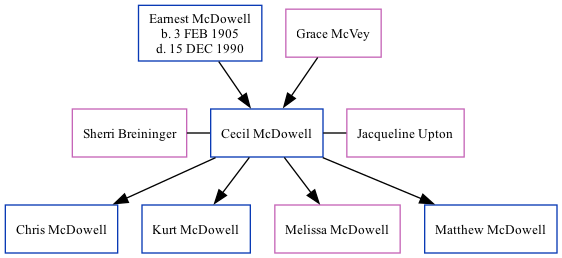 Earnest McDowell
b. 3 FEB 1905
d. 15 DEC 1990
Grace McVey
Sherri Breininger
Cecil McDowell
Jacqueline Upton
Chris McDowell
Kurt McDowell
Melissa McDowell
Matthew McDowell